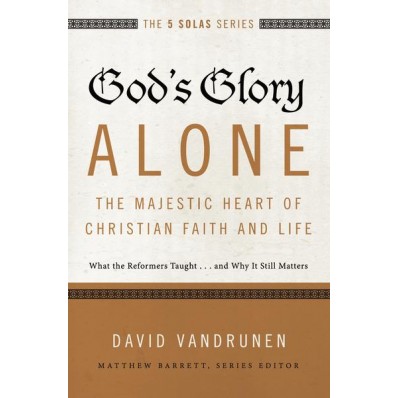 THE 5 SOLAS SERIES
God's Glory
ALONE
THE MAJESTIC HEART OF
CHRISTIAN FAITH AND LIFE
What the Reformers Taught . . . and Why It Still Matters
DAVID VANDRUNEN
MATTHEW BARRETT, SERIES EDITOR